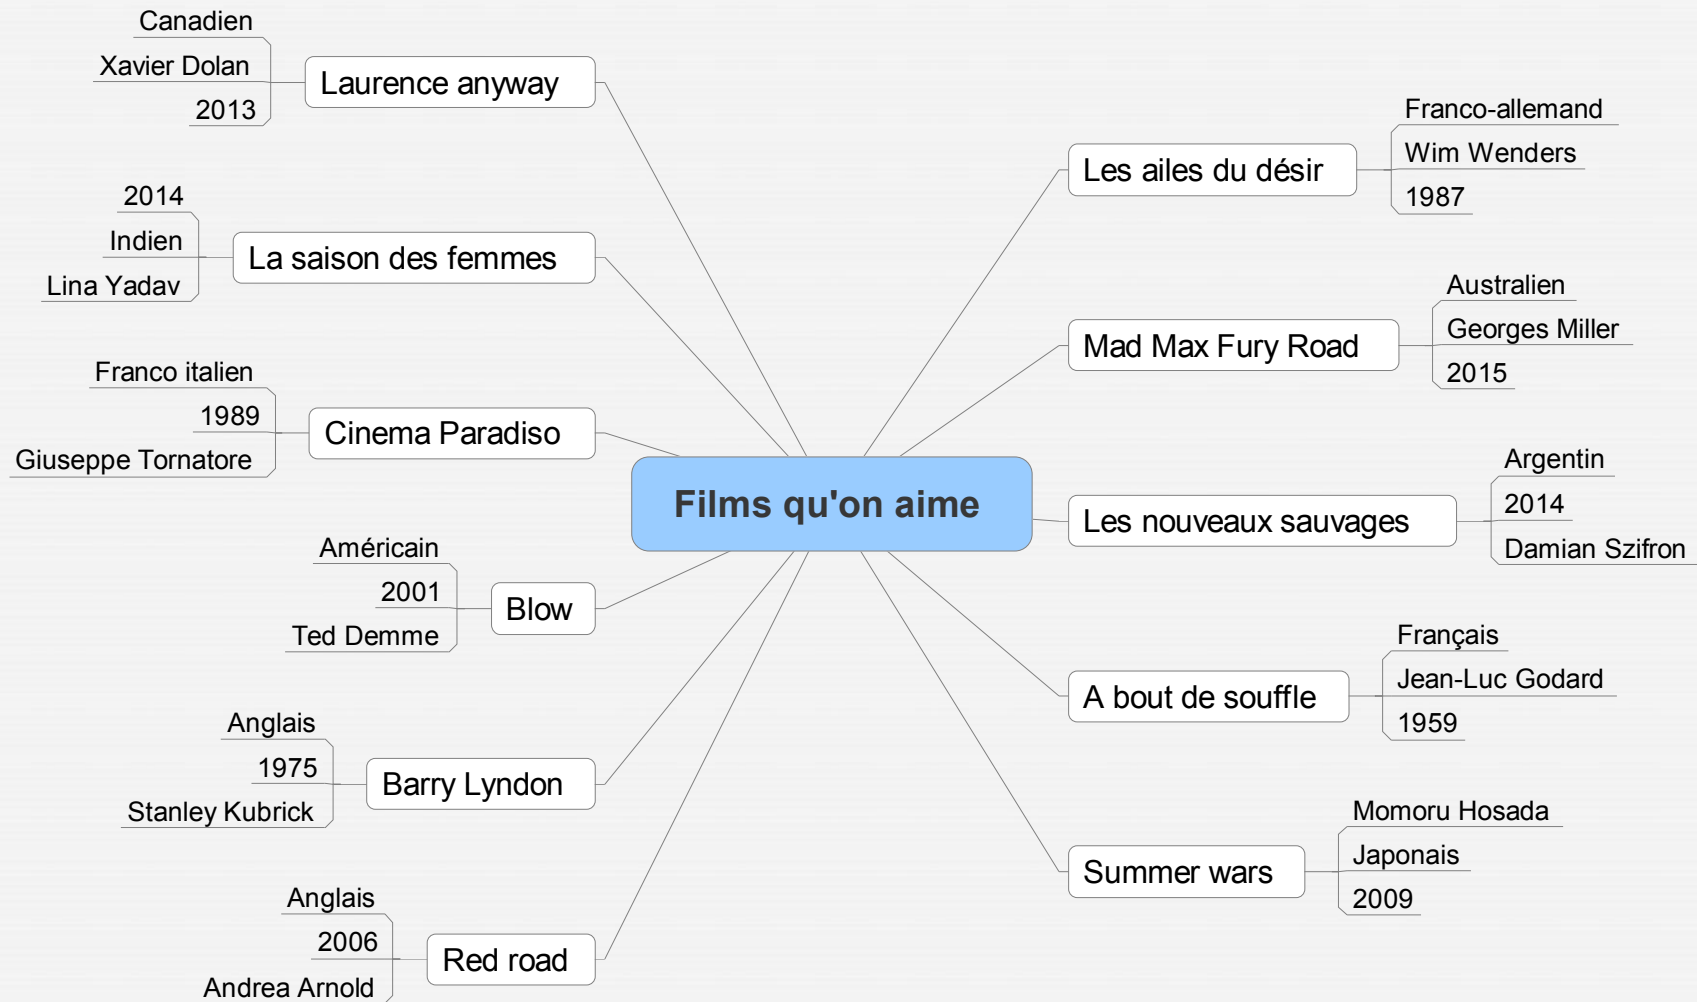 Films qu'on aime
Laurence anyway
Canadien
Xavier Dolan
2013
La saison des femmes
2014
Indien
Lina Yadav
Cinema Paradiso
Franco italien
1989
Giuseppe Tornatore
Blow
Américain
2001
Ted Demme
Barry Lyndon
Anglais
1975
Stanley Kubrick
Red road
Anglais
2006
Andrea Arnold
Les ailes du désir
Franco-allemand
Wim Wenders
1987
Mad Max Fury Road
Australien
Georges Miller
2015
Les nouveaux sauvages
Argentin
2014
Damian Szifron
A bout de souffle
Français
Jean-Luc Godard
1959
Summer wars
Momoru Hosada
Japonais
2009